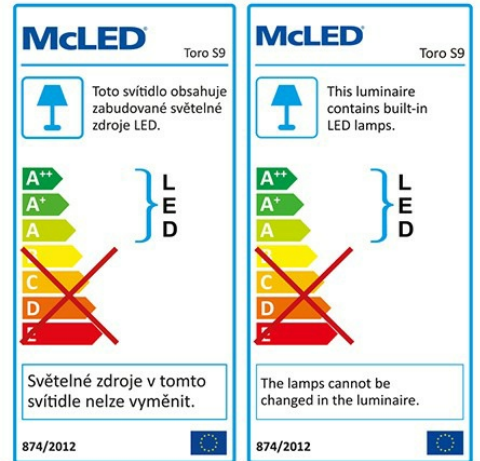 McLED
Toro S9
Toto svítidlo obsahuje
zabudované světelné
zdroje LED.
A++
A+
A
B
C
D
E
L
E
D
Světelné zdroje v tomto
svítidle nelze vyměnit.
874/2012
McLED
Toro S9
This luminaire
contains built-in
LED lamps.
A++
A+
A
B
C
D
E
L
E
D
The lamps cannot be
changed in the luminaire.
874/2012